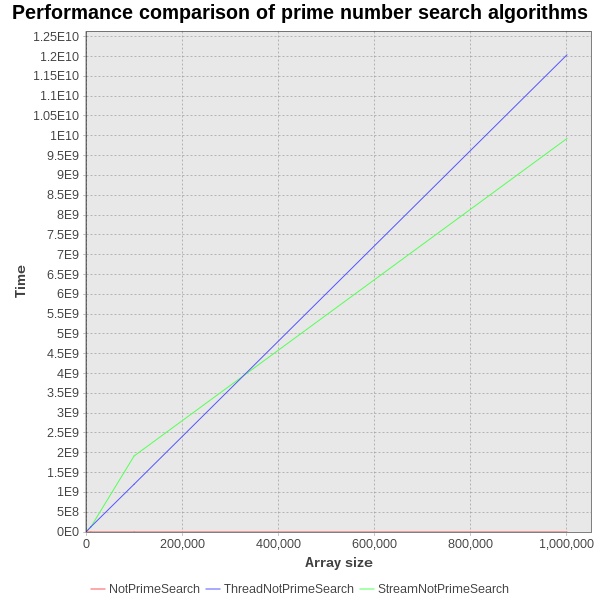 Performance comparison of prime number search algorithms
1.25E10
1.2E10
1.15E10
1.1E10
1.05E10
1E10
9.5E9
9E9
8.5E9
8E9
7.5E9
7E9
6.5E9
6E9
5.5E9
5E9
4.5E9
4E9
3.5E9
3E9
2.5E9
2E9
1.5E9
1E9
5E8
0E0
Time
0 200,000 400,000 600,000 800,000 1,000,000
Array size
NotPrimeSearch ThreadNotPrimeSearch StreamNotPrimeSearch